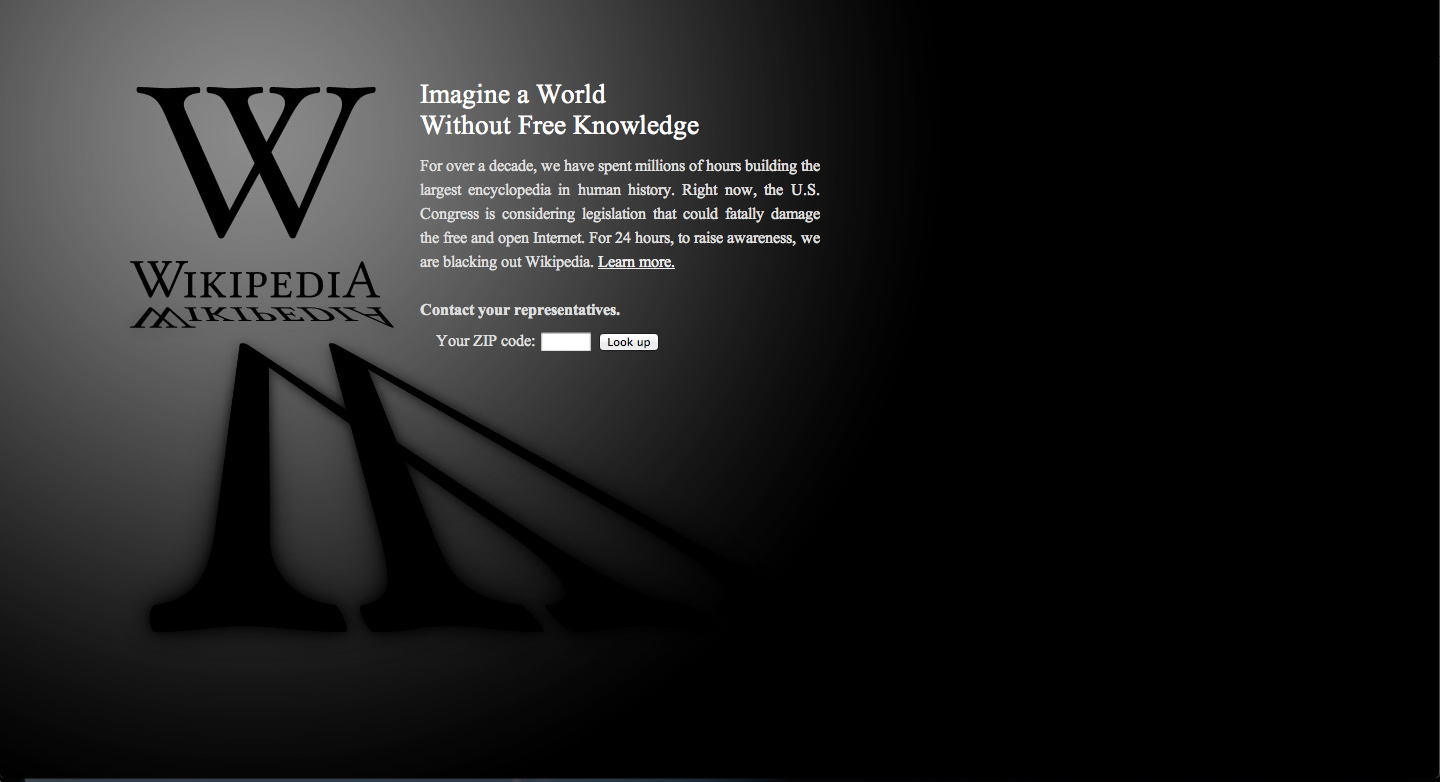 W
WIKIPEDIA
Imagine a World
Without Free Knowledge
For over a decade, we have spent millions of hours building the
largest encyclopedia in human history. Right now, the U.S.
Congress is considering legislation that could fatally damage
the free and open Internet. For 24 hours, to raise awareness, we
are blacking out Wikipedia. Learn more.
Contact your representatives.
Your ZIP code: Look up